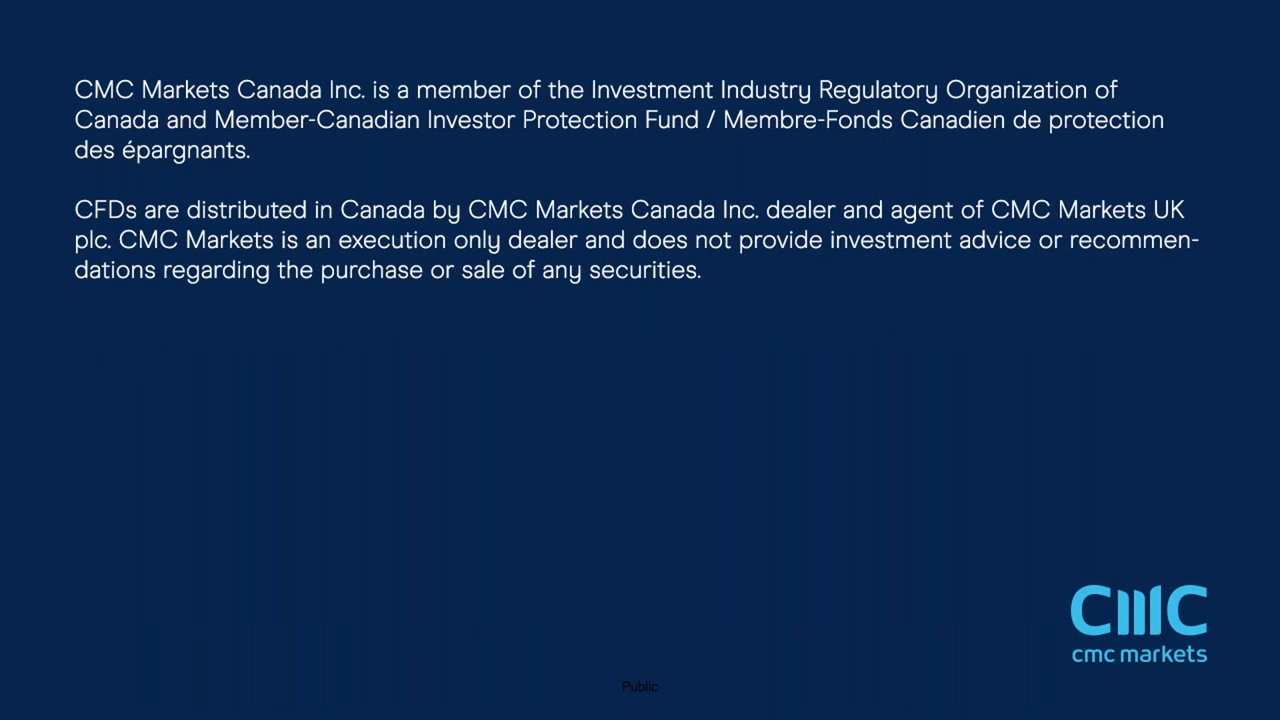 CMC Markets Canada Inc. is a member of the Investment Industry Regulatory Organization of
Canada and Member-Canadian Investor Protection Fund / Membre-Fonds Canadien de protection
des épargnants.
CFDs are distributed in Canada by CMC Markets Canada Inc. dealer and agent of CMC Markets UK
plc. CMC Markets is an execution only dealer and does not provide investment advice or recommen-
dations regarding the purchase or sale of any securities.
CMC
cmc markets
Public